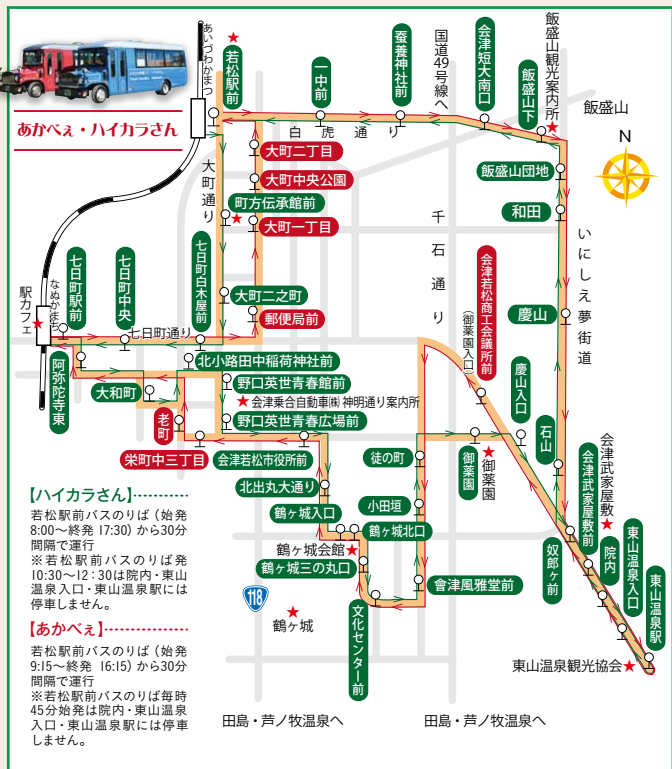 あかべぇ・ハイカラさん
あいづわかまつ
若松駅前
一中前
蚕養神社前
国道49号線へ
会津短大南口
飯盛山下
飯盛山観光案内所
飯盛山
N
白虎通り
大町通り
大町二丁目
大町中央公園
町方伝承館前
大町一丁目
飯盛山団地
和田
いにしえ夢街道
千石通り
駅カフェ
なぬかまち
七日町駅前
七日町中央
七日町白木屋前
七日町通り
大町二之町
郵便局前
慶山
会津若松商工会議所前
(御薬園入口)
阿弥陀寺東
大和町
北小路田中稲荷神社前
野口英世青春館前
会津乗合自動車㈱ 神明通り案内所
野口英世青春広場前
老町
栄町中三丁目
会津若松市役所前
徒の町
御薬園
御薬園
慶山入口
石山
会津武家屋敷
会津武家屋敷前
北出丸大通り
鶴ヶ城入口
小田垣
鶴ヶ城北口
鶴ヶ城会館
鶴ヶ城三の丸口
118
鶴ヶ城
文化センター前
會津風雅堂前
奴郎ヶ前
院内
東山温泉入口
東山温泉駅
東山温泉観光協会
【ハイカラさん】
若松駅前バスのりば (始発
8:00〜終発 17:30) から30分
間隔で運行
※若松駅前バスのりば発
10:30〜12:30は院内・東山
温泉入口・東山温泉駅には
停車しません。
【あかべぇ】
若松駅前バスのりば (始発
9:15〜終発 16:15) から30分
間隔で運行
※若松駅前バスのりば毎時
45分始発は院内・東山温泉
入口・東山温泉駅には停車
しません。
田島・芦ノ牧温泉へ
田島・芦ノ牧温泉へ